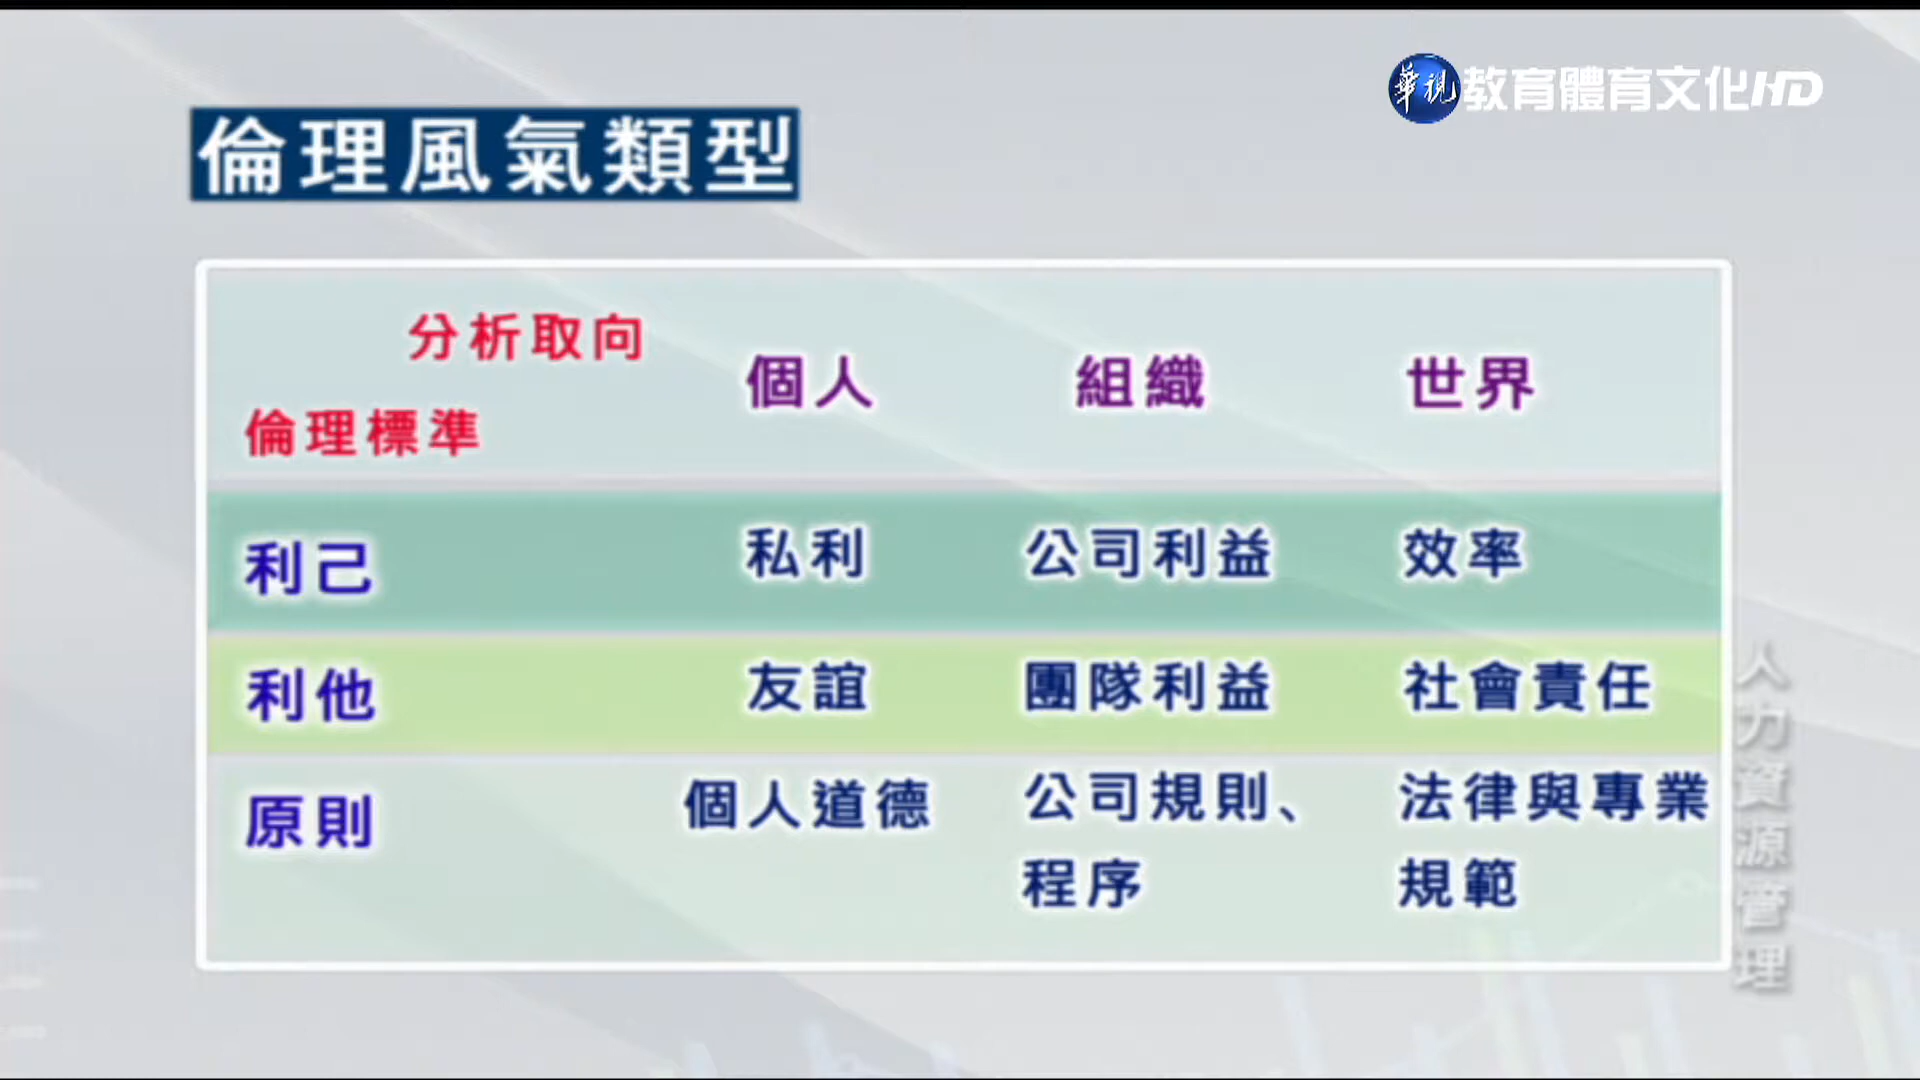 華視 教育體育文化HD
倫理風氣類型
分析取向
倫理標準
個人 組織 世界
利己 私利 公司利益 效率
利他 友誼 團隊利益 社會責任
原則 個人道德 公司規則、 法律與專業
程序 規範
人力資源管理